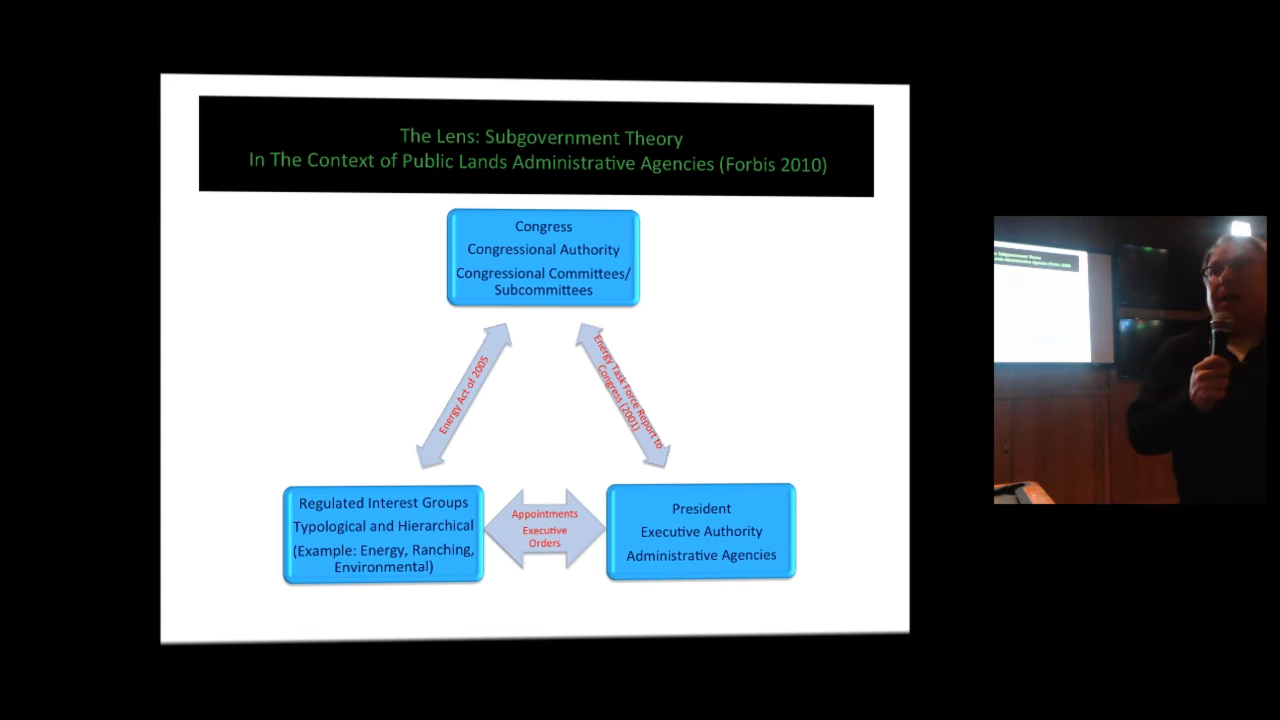 The Lens: Subgovernment Theory
In The Context of Public Lands Administrative Agencies (Forbis 2010)
Congress
Congressional Authority
Congressional Committees/
Subcommittees
Energy Act of 2005
Energy Task Force Report to
Congress (2001)
Regulated Interest Groups
Typological and Hierarchical
(Example: Energy, Ranching,
Environmental)
Appointments
Executive
Orders
President
Executive Authority
Administrative Agencies